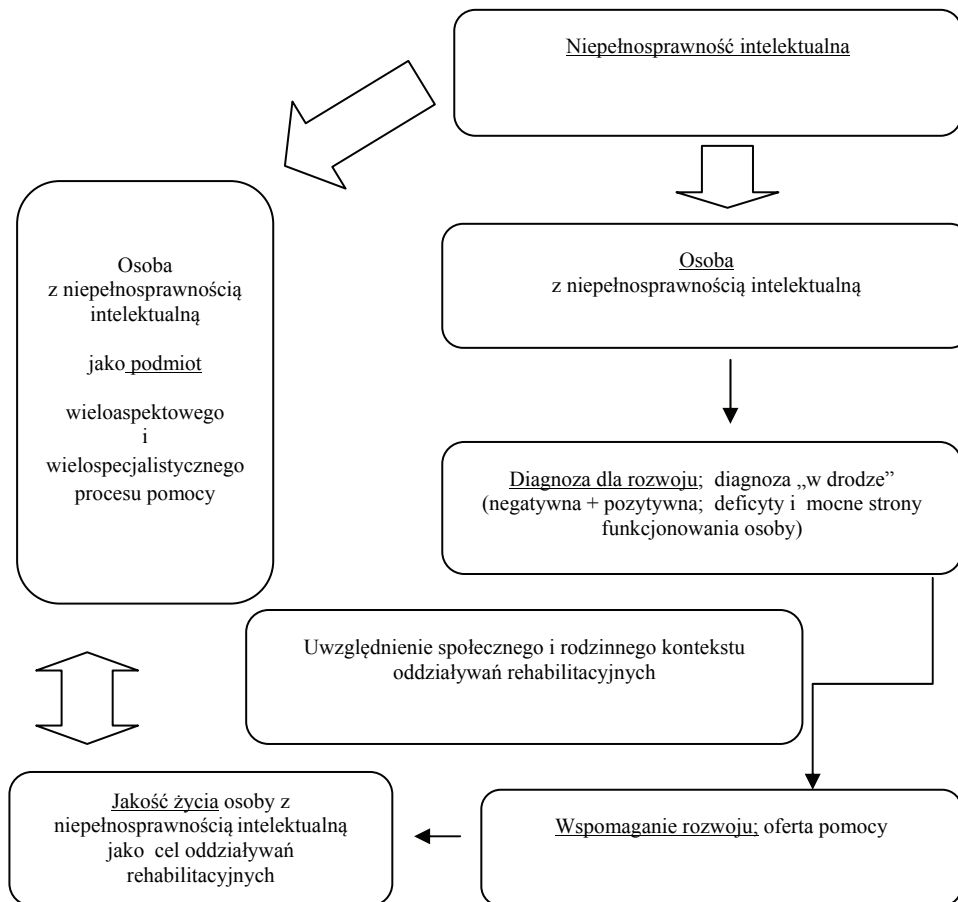 Niepełnosprawność intelektualna
Osoba
z niepełnosprawnością intelektualną
Osoba
z niepełnosprawnością
intelektualną
jako podmiot
wieloaspektowego
i
wielospecjalistycznego
procesu pomocy
Diagnoza dla rozwoju; diagnoza „w drodze”
(negatywna + pozytywna; deficyty i mocne strony
funkcjonowania osoby)
Uwzględnienie społecznego i rodzinnego kontekstu
oddziaływań rehabilitacyjnych
Jakość życia osoby z
niepełnosprawnością intelektualną
jako cel oddziaływań
rehabilitacyjnych
Wspomaganie rozwoju; oferta pomocy